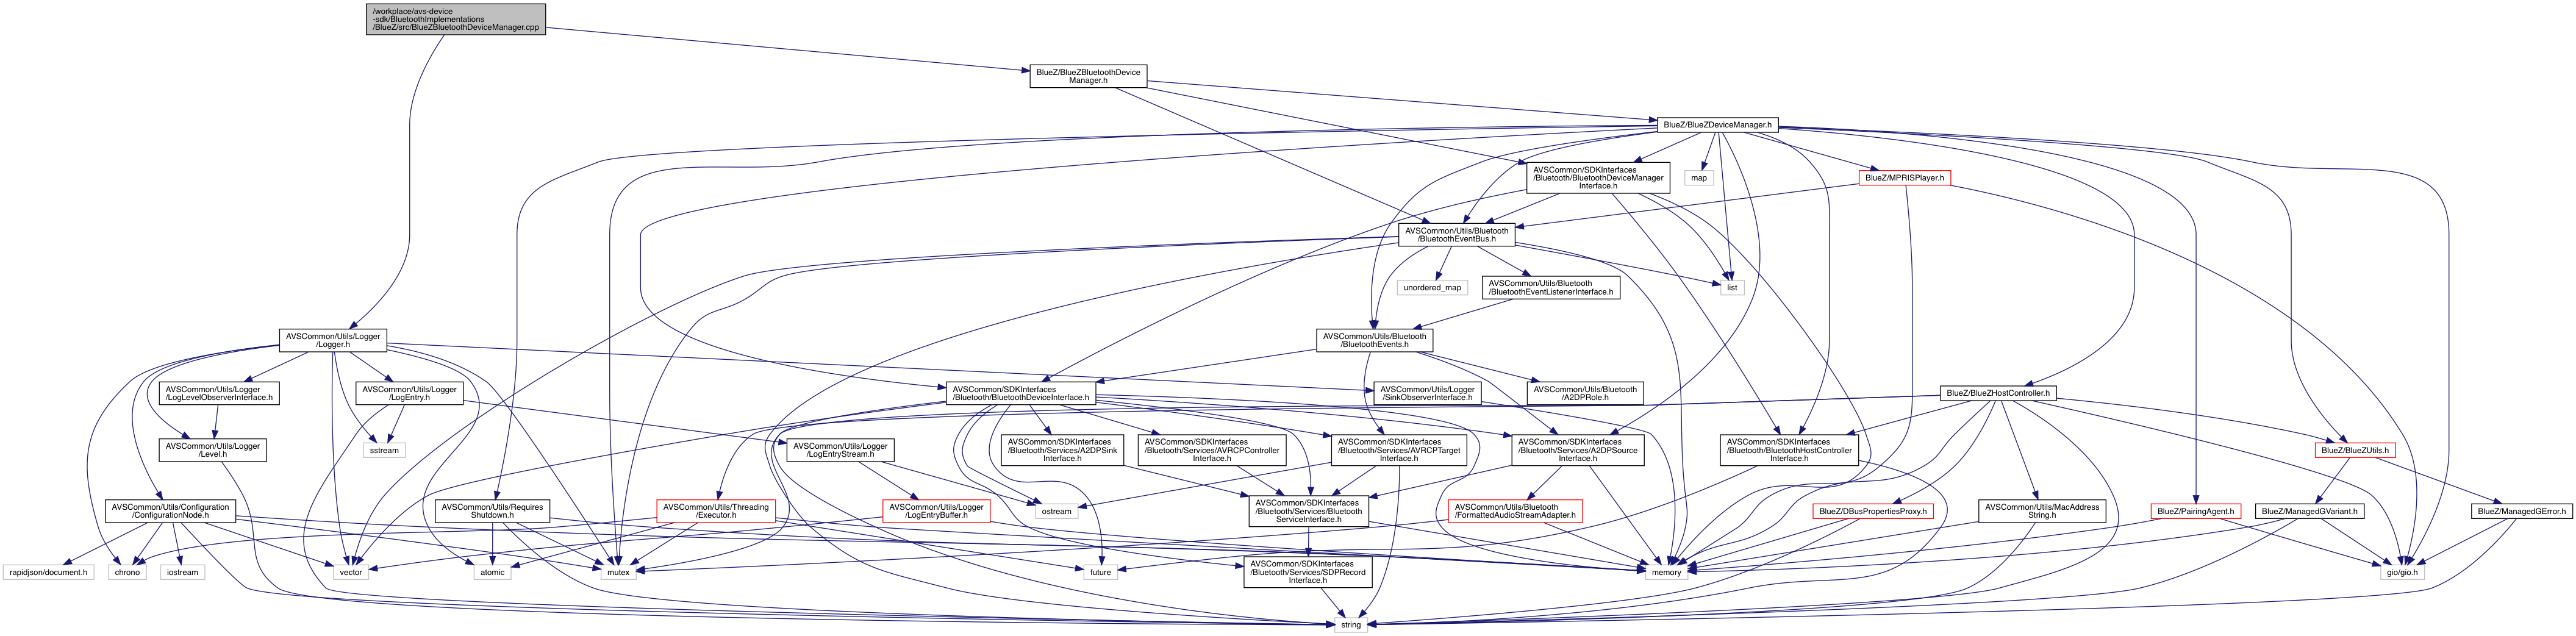 /workplace/avs-device
-sdk/BluetoothImplementations
/BlueZ/src/BlueZBluetoothDeviceManager.cpp
BlueZ/BlueZBluetoothDevice
Manager.h
BlueZ/BlueZDeviceManager.h
AVSCommon/SDKInterfaces
/Bluetooth/BluetoothDeviceManager
Interface.h
map
BlueZ/MPRISPlayer.h
AVSCommon/Utils/Bluetooth
/BluetoothEventBus.h
unordered_map
AVSCommon/Utils/Bluetooth
/BluetoothEventListenerInterface.h
list
AVSCommon/Utils/Logger
/Logger.h
AVSCommon/Utils/Bluetooth
/BluetoothEvents.h
AVSCommon/Utils/Logger
/LogLevelObserverInterface.h
AVSCommon/Utils/Logger
/LogEntry.h
AVSCommon/SDKInterfaces
/Bluetooth/BluetoothDeviceInterface.h
AVSCommon/Utils/Logger
/SinkObserverInterface.h
AVSCommon/Utils/Bluetooth
/A2DPRole.h
BlueZ/BlueZHostController.h
AVSCommon/Utils/Logger
/Level.h
sstream
AVSCommon/Utils/Logger
/LogEntryStream.h
AVSCommon/SDKInterfaces
/Bluetooth/Services/A2DPSink
Interface.h
AVSCommon/SDKInterfaces
/Bluetooth/Services/AVRCPController
Interface.h
AVSCommon/SDKInterfaces
/Bluetooth/Services/AVRCPTarget
Interface.h
AVSCommon/SDKInterfaces
/Bluetooth/Services/A2DPSource
Interface.h
AVSCommon/SDKInterfaces
/Bluetooth/BluetoothHostController
Interface.h
BlueZ/BlueZUtils.h
AVSCommon/Utils/Configuration
/ConfigurationNode.h
AVSCommon/Utils/Requires
Shutdown.h
AVSCommon/Utils/Threading
/Executor.h
AVSCommon/Utils/Logger
/LogEntryBuffer.h
ostream
AVSCommon/SDKInterfaces
/Bluetooth/Services/Bluetooth
ServiceInterface.h
AVSCommon/Utils/Bluetooth
/FormattedAudioStreamAdapter.h
BlueZ/DBusPropertiesProxy.h
AVSCommon/Utils/MacAddress
String.h
BlueZ/PairingAgent.h
BlueZ/ManagedGVariant.h
BlueZ/ManagedGError.h
rapidjson/document.h
chrono
iostream
vector
atomic
mutex
future
AVSCommon/SDKInterfaces
/Bluetooth/Services/SDPRecord
Interface.h
memory
gio/gio.h
string